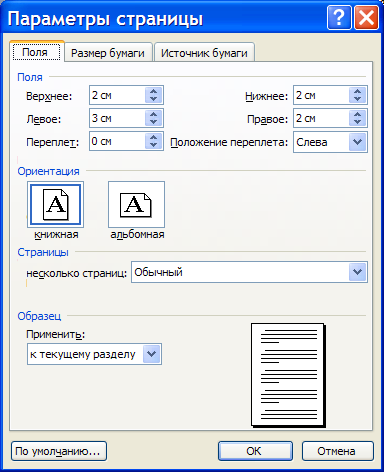 Параметры страницы
Поля Размер бумаги Источник бумаги
Поля
Верхнее: 2 см Нижнее: 2 см
Левое: 3 см Правое: 2 см
Переплет: 0 см Положение переплета: Слева
Ориентация
A A
книжная альбомная
Страницы
несколько страниц: Обычный
Образец
Применить:
к текущему разделу
По умолчанию... ОК Отмена